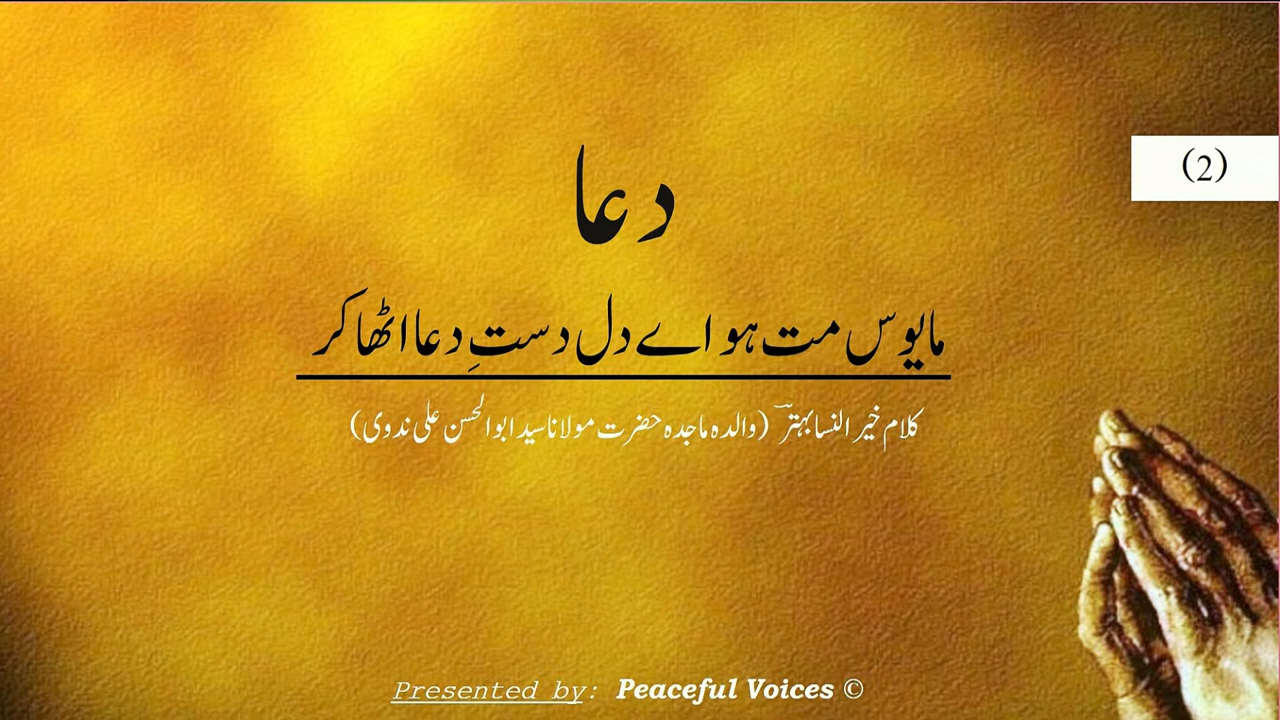 (2)
دعا
مایوس مت ہو اے دل دستِ دعا اٹھا کر
کلام خیر النسا بہتر (والدہ ماجدہ حضرت مولانا سید ابوالحسن علی ندوی)
Presented by: Peaceful Voices ©